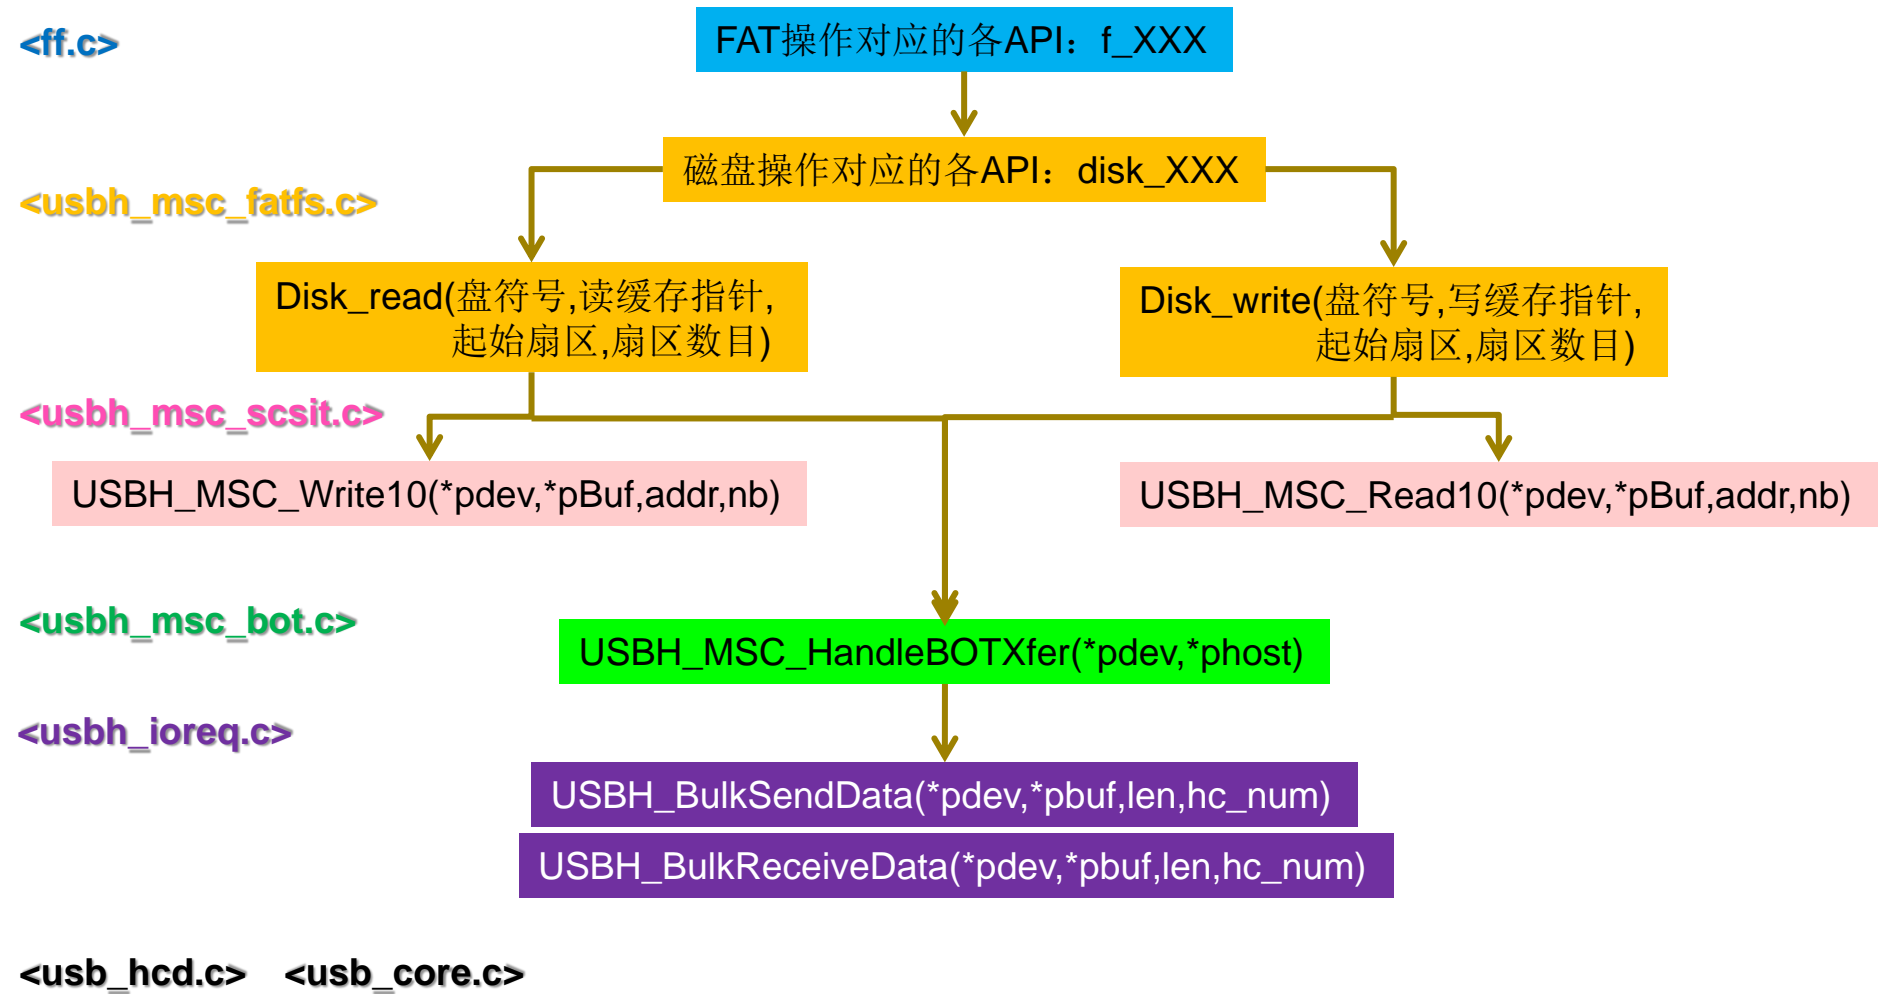 <ff.c>
FAT操作对应的各API：f_XXX
磁盘操作对应的各API：disk_XXX
<usbh_msc_fatfs.c>
Disk_read(盘符号,读缓存指针,
起始扇区,扇区数目)
Disk_write(盘符号,写缓存指针,
起始扇区,扇区数目)
<usbh_msc_scsit.c>
USBH_MSC_Write10(*pdev,*pBuf,addr,nb)
USBH_MSC_Read10(*pdev,*pBuf,addr,nb)
<usbh_msc_bot.c>
USBH_MSC_HandleBOTXfer(*pdev,*phost)
<usbh_ioreq.c>
USBH_BulkSendData(*pdev,*pbuf,len,hc_num)
USBH_BulkReceiveData(*pdev,*pbuf,len,hc_num)
<usb_hcd.c> <usb_core.c>